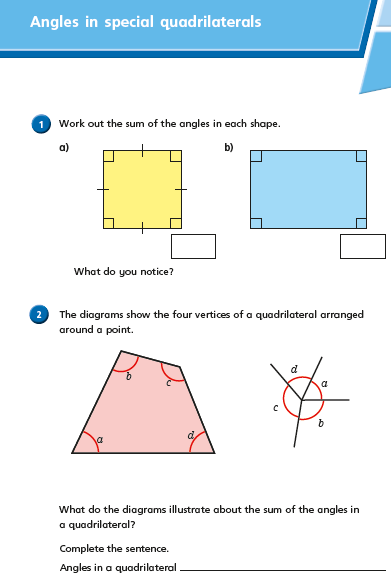 Angles in special quadrilaterals
1 Work out the sum of the angles in each shape.
a) b)
What do you notice?
2 The diagrams show the four vertices of a quadrilateral arranged
around a point.
b c a d
d a c b
What do the diagrams illustrate about the sum of the angles in
a quadrilateral?
Complete the sentence.
Angles in a quadrilateral